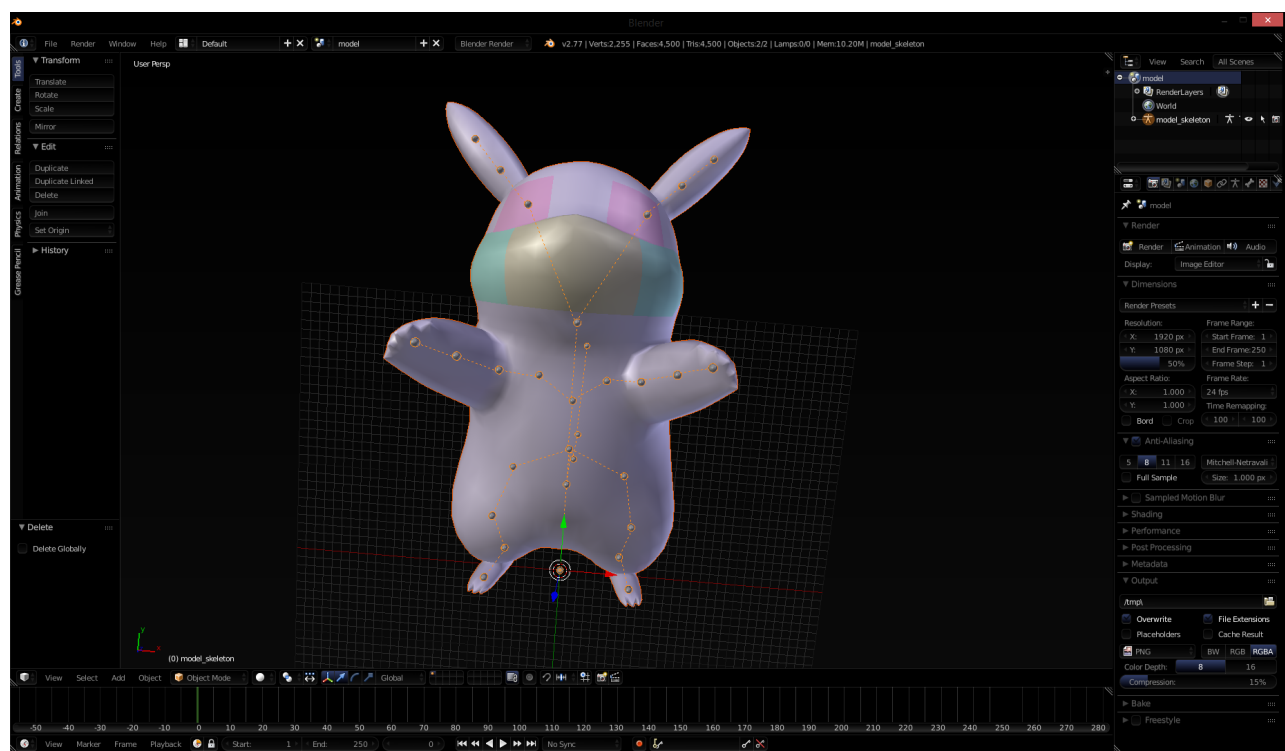 Blender
File Render Window Help Default model Blender Render v2.77 | Verts:2,255 | Faces:4,500 | Tris:4,500 | Objects:2/2 | Lamps:0/0 | Mem:10.20M | model_skeleton
Tools
Create
Relations
Animation
Physics
Grease Pencil
Transform
Translate
Rotate
Scale
Mirror
Edit
Duplicate
Duplicate Linked
Delete
Join
Set Origin
History
Delete
Delete Globally
User Persp
y
x
(0) model_skeleton
View Select Add Object Object Mode Global
View Search All Scenes
model
RenderLayers
World
model_skeleton
model
Render
Render Animation Audio
Display: Image Editor
Dimensions
Render Presets
Resolution: Frame Range:
X: 1920 px Start Frame: 1
Y: 1080 px End Frame: 250
50% Frame Step: 1
Aspect Ratio: Frame Rate:
X: 1.000 24 fps
Y: 1.000 Time Remapping:
Bord Crop 100 100
Anti-Aliasing
5 8 11 16 Mitchell-Netravali
Full Sample Size: 1.000 px
Sampled Motion Blur
Shading
Performance
Post Processing
Metadata
Output
/tmp\
Overwrite File Extensions
Placeholders Cache Result
PNG BW RGB RGBA
Color Depth: 8 16
Compression: 15%
Bake
Freestyle
-50 -40 -30 -20 -10 0 10 20 30 40 50 60 70 80 90 100 110 120 130 140 150 160 170 180 190 200 210 220 230 240 250 260 270 280
View Marker Frame Playback Start: 1 End: 250 0 No Sync